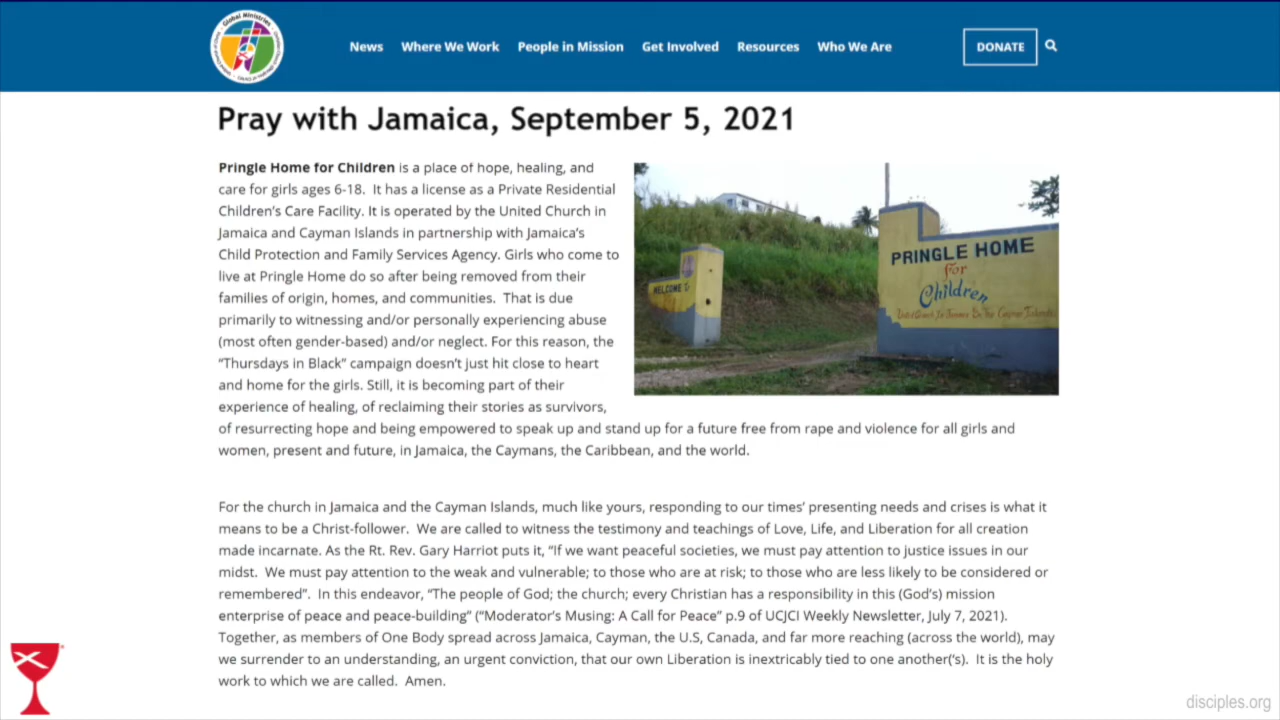 Global Ministries
News Where We Work People in Mission Get Involved Resources Who We Are DONATE
Pray with Jamaica, September 5, 2021
Pringle Home for Children is a place of hope, healing, and
care for girls ages 6-18. It has a license as a Private Residential
Children’s Care Facility. It is operated by the United Church in
Jamaica and Cayman Islands in partnership with Jamaica’s
Child Protection and Family Services Agency. Girls who come to
live at Pringle Home do so after being removed from their
families of origin, homes, and communities. That is due
primarily to witnessing and/or personally experiencing abuse
(most often gender-based) and/or neglect. For this reason, the
“Thursdays in Black” campaign doesn’t just hit close to heart
and home for the girls. Still, it is becoming part of their
experience of healing, of reclaiming their stories as survivors,
of resurrecting hope and being empowered to speak up and stand up for a future free from rape and violence for all girls and
women, present and future, in Jamaica, the Caymans, the Caribbean, and the world.
WELCOME
PRINGLE HOME
for
Children
For the church in Jamaica and the Cayman Islands, much like yours, responding to our times’ presenting needs and crises is what it
means to be a Christ-follower. We are called to witness the testimony and teachings of Love, Life, and Liberation for all creation
made incarnate. As the Rt. Rev. Gary Harriot puts it, “If we want peaceful societies, we must pay attention to justice issues in our
midst. We must pay attention to the weak and vulnerable; to those who are at risk; to those who are less likely to be considered or
remembered”. In this endeavor, “The people of God; the church; every Christian has a responsibility in this (God’s) mission
enterprise of peace and peace-building” (“Moderator’s Musing: A Call for Peace” p.9 of UCJCI Weekly Newsletter, July 7, 2021).
Together, as members of One Body spread across Jamaica, Cayman, the U.S, Canada, and far more reaching (across the world), may
we surrender to an understanding, an urgent conviction, that our own Liberation is inextricably tied to one another(’s). It is the holy
work to which we are called. Amen.
disciples.org